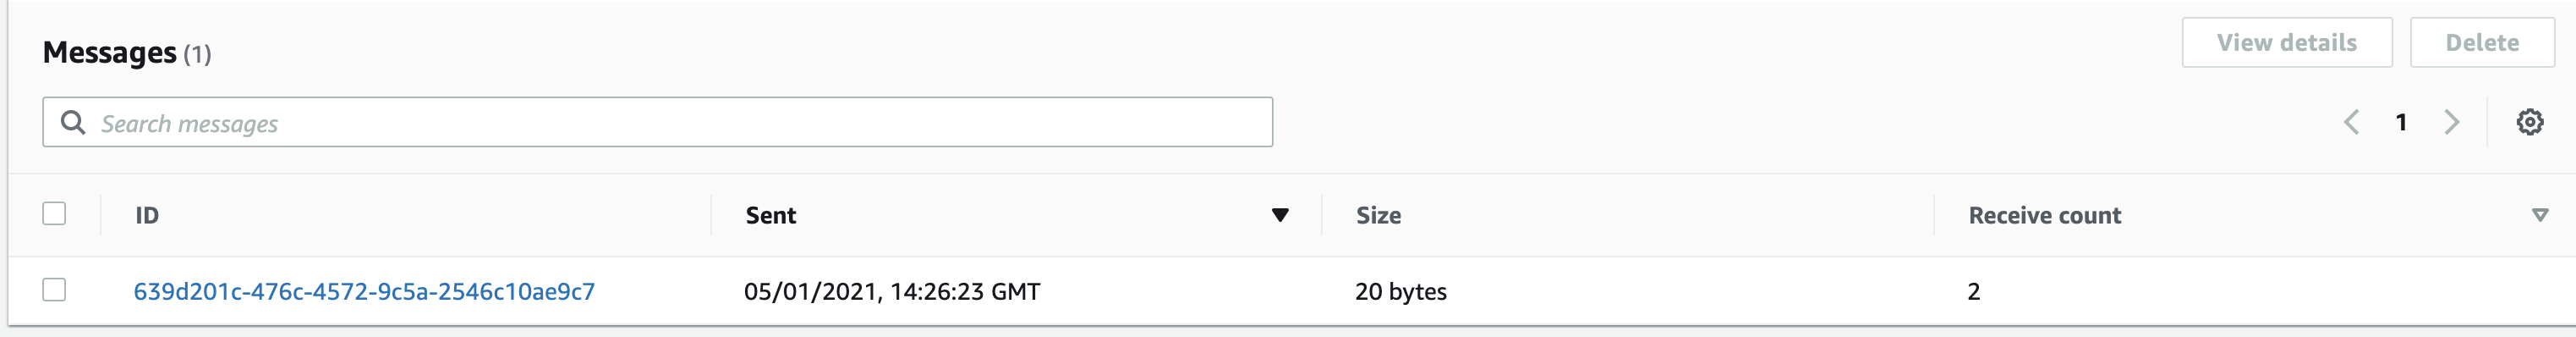 Messages (1)
View details
Delete
Search messages
1
ID Sent Size Receive count
639d201c-476c-4572-9c5a-2546c10ae9c7 05/01/2021, 14:26:23 GMT 20 bytes 2